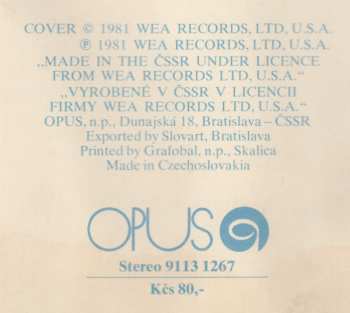 COVER © 1981 WEA RECORDS, LTD, U.S.A.
℗ 1981 WEA RECORDS, LTD, U.S.A.
„MADE IN THE ČSSR UNDER LICENCE
FROM WEA RECORDS LTD, U.S.A.“
„VYROBENÉ V ČSSR V LICENCII
FIRMY WEA RECORDS LTD, U.S.A.“
OPUS, n.p., Dunajská 18, Bratislava – ČSSR
Exported by Slovart, Bratislava
Printed by Grafobal, n.p., Skalica
Made in Czechoslovakia
OPUS
Stereo 9113 1267
Kčs 80,-